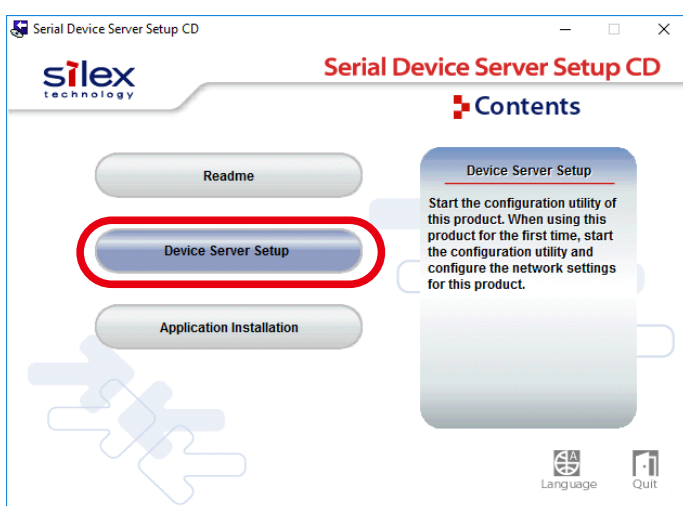 Serial Device Server Setup CD
silex
technology
Serial Device Server Setup CD
Contents
Readme
Device Server Setup
Application Installation
Device Server Setup
Start the configuration utility of
this product. When using this
product for the first time, start
the configuration utility and
configure the network settings
for this product.
A
Language
Quit